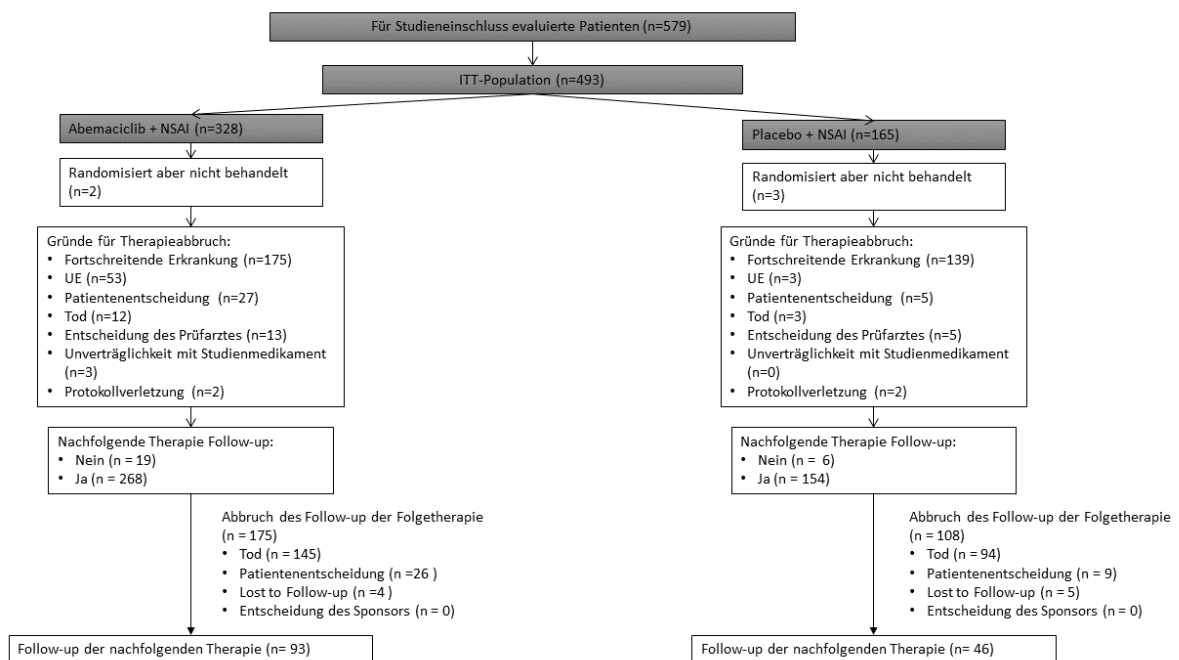 Für Studieneinschluss evaluierte Patienten (n=579)
ITT-Population (n=493)
Abemaciclib + NSAI (n=328)
Randomisiert aber nicht behandelt
(n=2)
Gründe für Therapieabbruch:
• Fortschreitende Erkrankung (n=175)
• UE (n=53)
• Patientenentscheidung (n=27)
• Tod (n=12)
• Entscheidung des Prüfarztes (n=13)
• Unverträglichkeit mit Studienmedikament
(n=3)
• Protokollverletzung (n=2)
Nachfolgende Therapie Follow-up:
• Nein (n = 19)
• Ja (n = 268)
Abbruch des Follow-up der Folgetherapie
(n = 175)
• Tod (n = 145)
• Patientenentscheidung (n =26 )
• Lost to Follow-up (n =4 )
• Entscheidung des Sponsors (n = 0)
Follow-up der nachfolgenden Therapie (n= 93)
Placebo + NSAI (n=165)
Randomisiert aber nicht behandelt
(n=3)
Gründe für Therapieabbruch:
• Fortschreitende Erkrankung (n=139)
• UE (n=3)
• Patientenentscheidung (n=5)
• Tod (n=3)
• Entscheidung des Prüfarztes (n=5)
• Unverträglichkeit mit Studienmedikament
(n=0)
• Protokollverletzung (n=2)
Nachfolgende Therapie Follow-up:
• Nein (n = 6)
• Ja (n = 154)
Abbruch des Follow-up der Folgetherapie
(n = 108)
• Tod (n = 94)
• Patientenentscheidung (n = 9)
• Lost to Follow-up (n = 5)
• Entscheidung des Sponsors (n = 0)
Follow-up der nachfolgenden Therapie (n= 46)